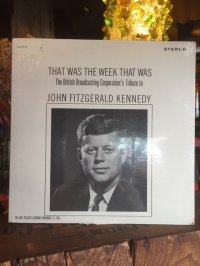 STEREO
THAT WAS THE WEEK THAT WAS
The British Broadcasting Corporation's Tribute to
JOHN FITZGERALD KENNEDY